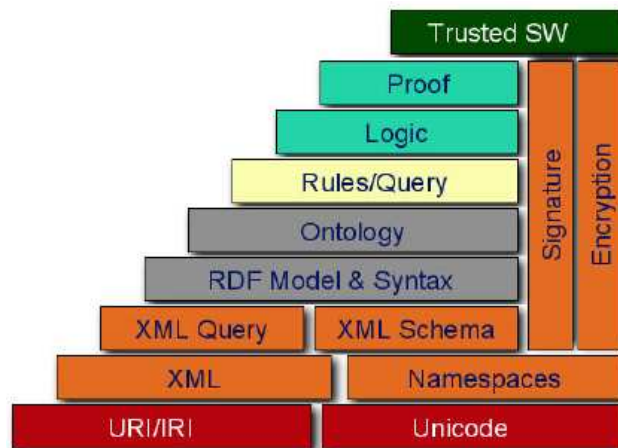 Trusted SW
Proof
Logic
Rules/Query
Ontology
RDF Model & Syntax
Signature
Encryption
XML Query
XML Schema
XML
Namespaces
URI/IRI
Unicode